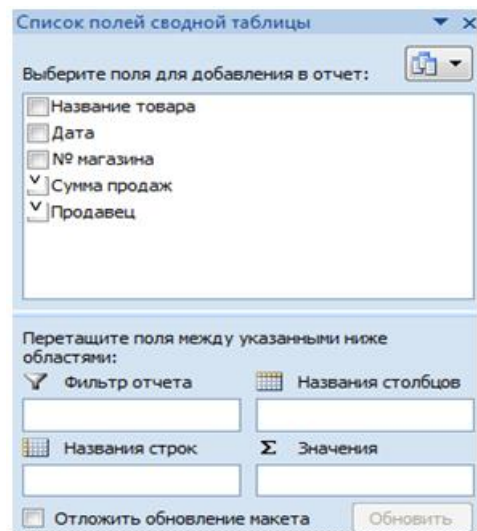 Список полей сводной таблицы
Выберите поля для добавления в отчет:
Название товара
Дата
№ магазина
Сумма продаж
Продавец
Перетащите поля между указанными ниже
областями:
Фильтр отчета
Названия столбцов
Названия строк
Σ Значения
Отложить обновление макета
Обновить